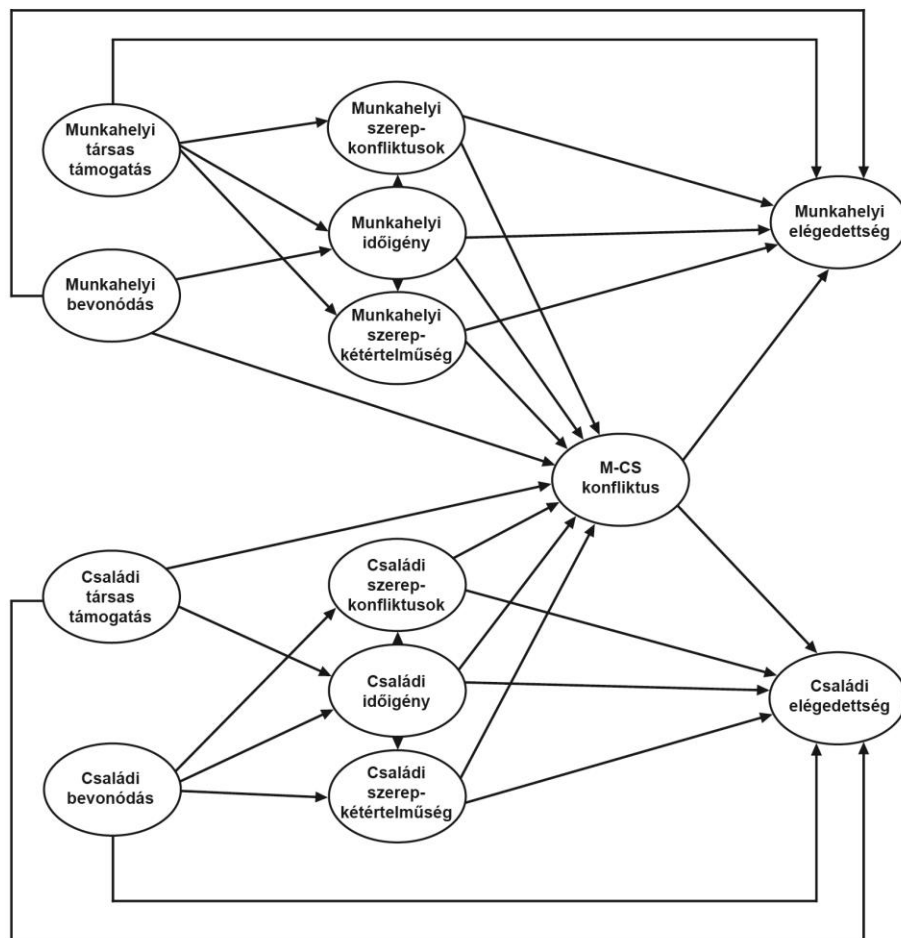 Munkahelyi
társas
támogatás
Munkahelyi
szerep-
konfliktusok
Munkahelyi
időigény
Munkahelyi
elégedettség
Munkahelyi
bevonódás
Munkahelyi
szerep-
kétértelműség
M-CS
konfliktus
Családi
társas
támogatás
Családi
szerep-
konfliktusok
Családi
időigény
Családi
elégedettség
Családi
bevonódás
Családi
szerep-
kétértelműség